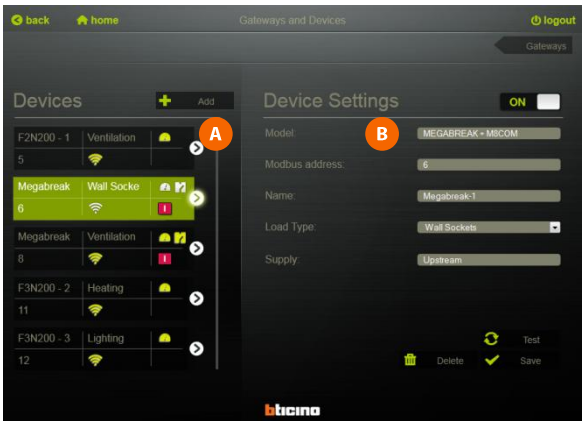 back home Gateways and Devices logout
Gateways
Devices Add
A
F2N200 - 1 Ventilation
5
Megabreak Wall Socke
6 I
Megabreak Ventilation
8 I
F3N200 - 2 Heating
11
F3N200 - 3 Lighting
12
Device Settings ON
B
Model: MEGABREAK + M8COM
Modbus address: 6
Name: Megabreak-1
Load Type: Wall Sockets
Supply: Upstream
Test
Delete Save
bticino